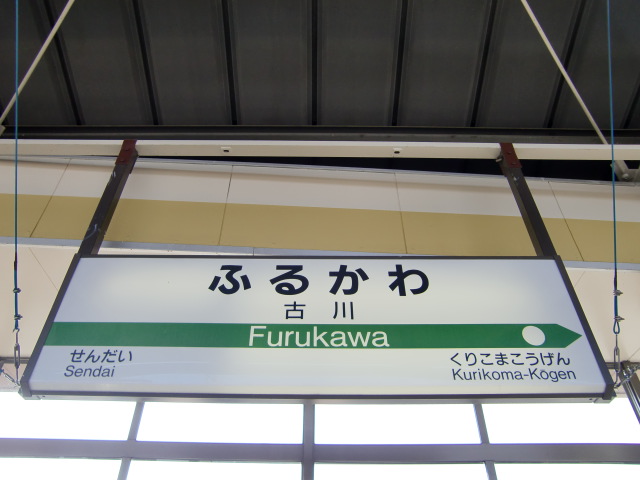 ふるかわ
古川
Furukawa
せんだい
Sendai
くりこまこうげん
Kurikoma-Kōgen